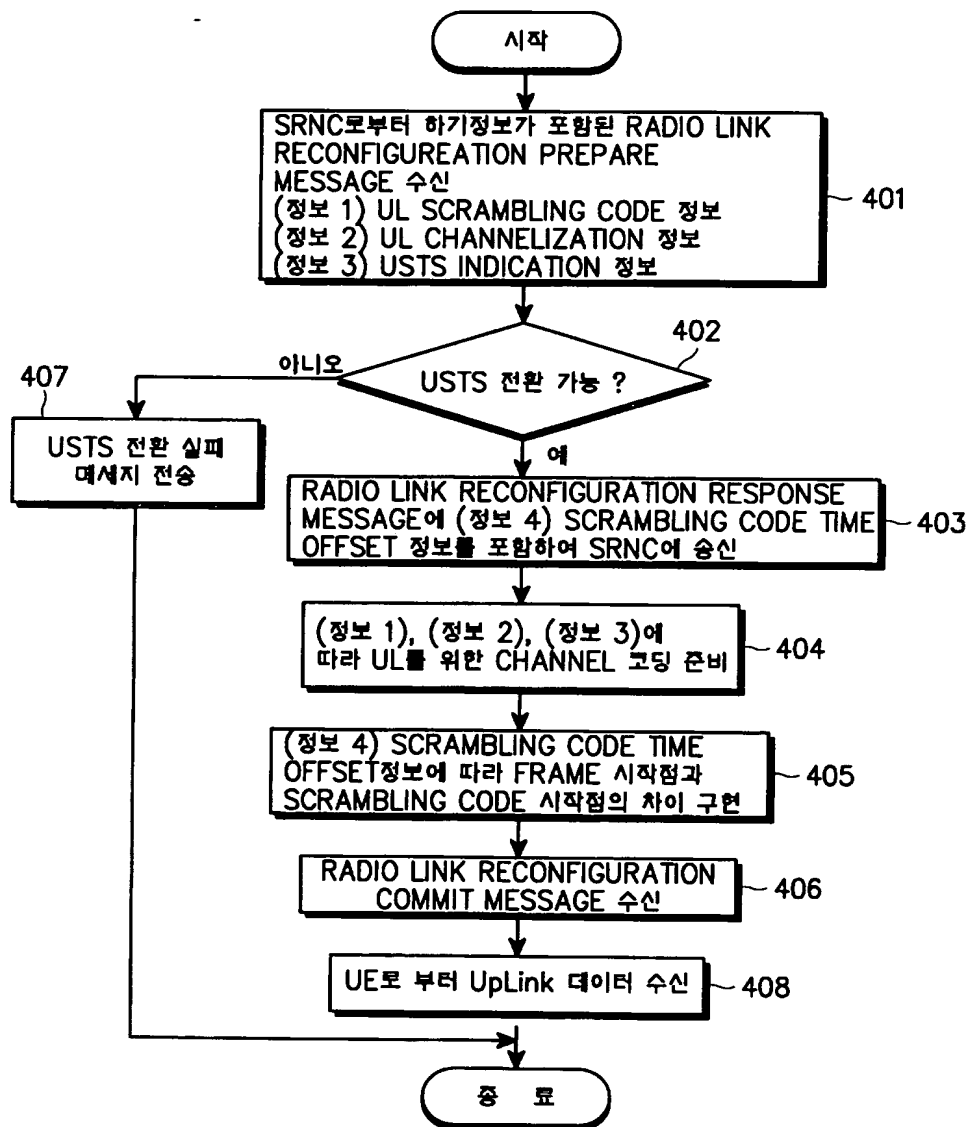 시작
SRNC로부터 하기정보가 포함된 RADIO LINK
RECONFIGUREATION PREPARE
MESSAGE 수신
(정보 1) UL SCRAMBLING CODE 정보
(정보 2) UL CHANNELIZATION 정보
(정보 3) USTS INDICATION 정보
401
402
아니오
USTS 전환 가능 ?
407
USTS 전환 실패
메세지 전송
예
RADIO LINK RECONFIGURATION RESPONSE
MESSAGE에 (정보 4) SCRAMBLING CODE TIME
OFFSET 정보를 포함하여 SRNC에 송신
403
(정보 1), (정보 2), (정보 3)에
따라 UL를 위한 CHANNEL 코딩 준비
404
(정보 4) SCRAMBLING CODE TIME
OFFSET정보에 따라 FRAME 시작점과
SCRAMBLING CODE 시작점의 차이 구현
405
RADIO LINK RECONFIGURATION
COMMIT MESSAGE 수신
406
UE로 부터 UpLink 데이터 수신
408
종 료